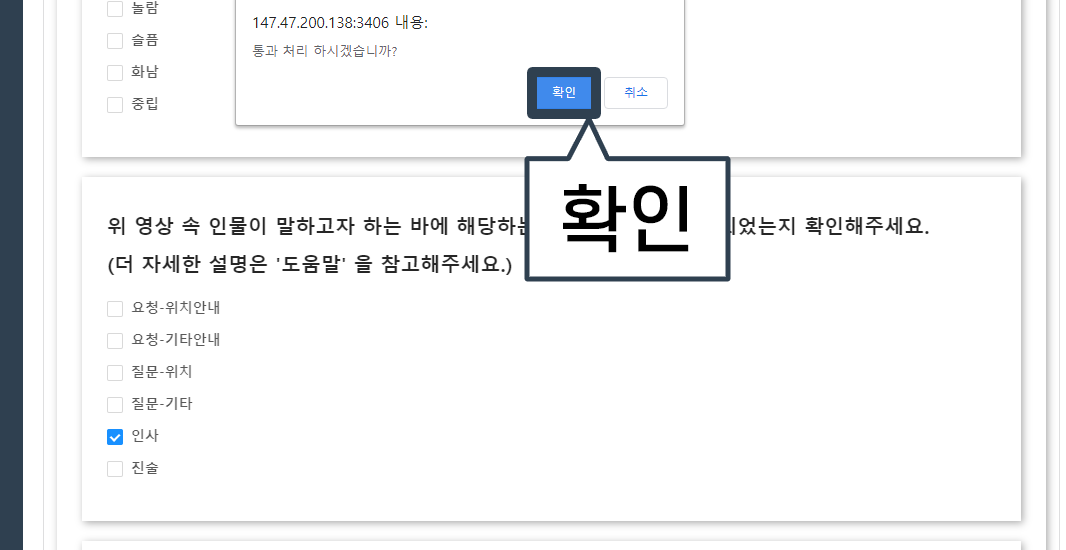 놀람
슬픔
화남
중립
147.47.200.138:3406 내용:
통과 처리 하시겠습니까?
확인
취소
확인
위 영상 속 인물이 말하고자 하는 바에 해당하는
었는지 확인해주세요.
(더 자세한 설명은 '도움말' 을 참고해주세요.)
요청-위치안내
요청-기타안내
질문-위치
질문-기타
인사
진술